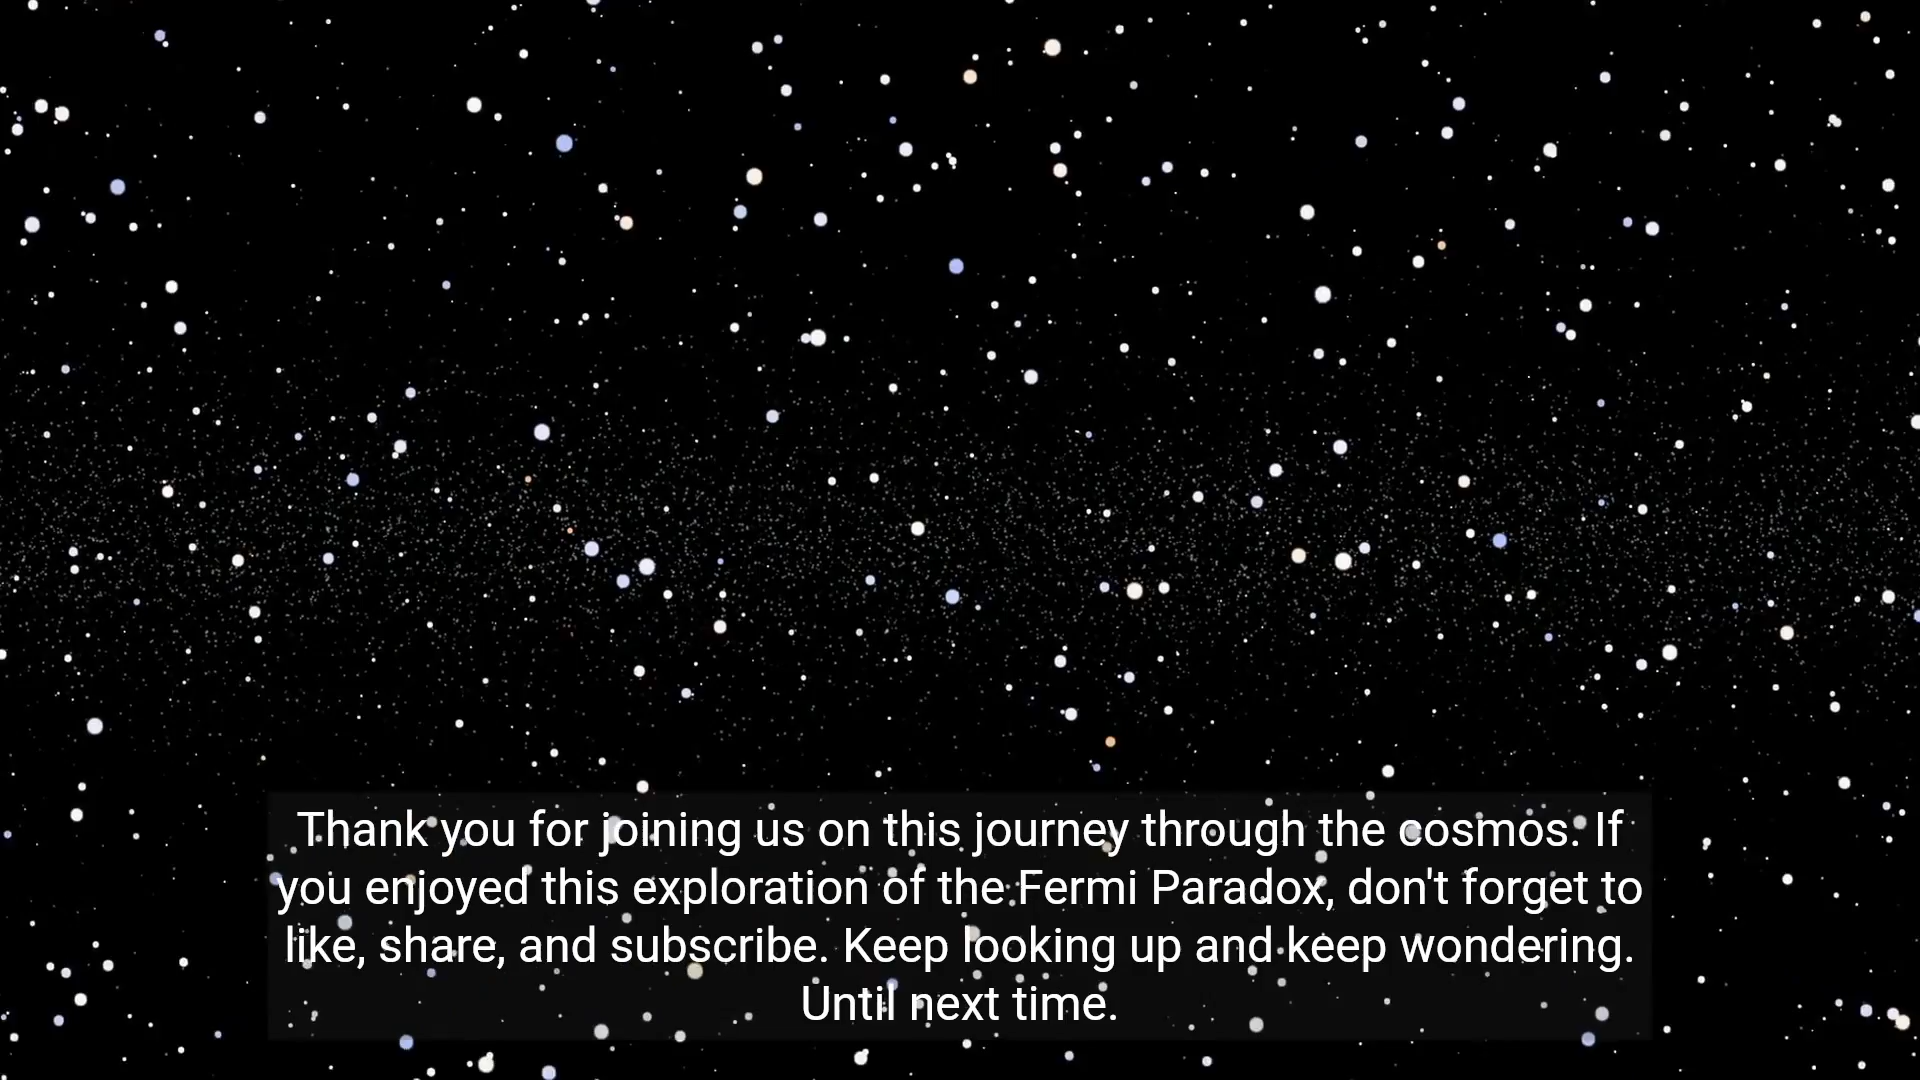 Thank you for joining us on this journey through the cosmos. If
you enjoyed this exploration of the Fermi Paradox, don't forget to
like, share, and subscribe. Keep looking up and keep wondering.
Until next time.